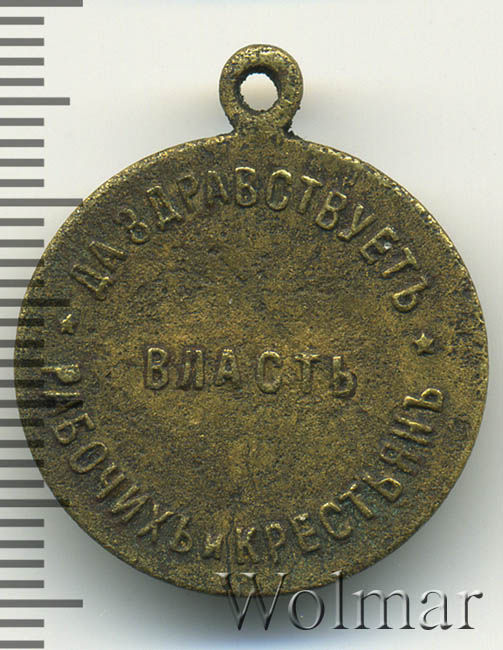 ДА ЗДРАВСТВУЕТЪ
ВЛАСТЬ
РАБОЧИХЪ и КРЕСТЬЯНЪ
Wolmar